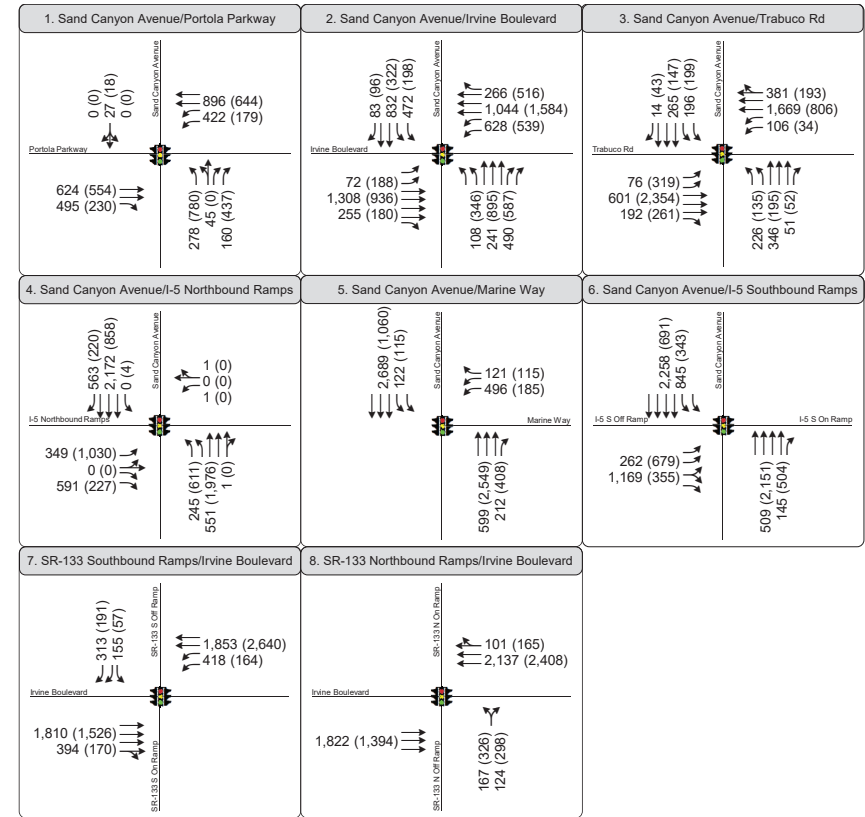 1. Sand Canyon Avenue/Portola Parkway
0 (0)
27 (18)
0 (0)
Sand Canyon Avenue
896 (644)
422 (179)
Portola Parkway
624 (554)
495 (230)
278 (780)
45 (0)
160 (437)
2. Sand Canyon Avenue/Irvine Boulevard
83 (96)
832 (322)
472 (198)
Sand Canyon Avenue
266 (516)
1,044 (1,584)
628 (539)
Irvine Boulevard
72 (188)
1,308 (936)
255 (180)
108 (346)
241 (895)
490 (587)
3. Sand Canyon Avenue/Trabuco Rd
14 (43)
265 (147)
196 (199)
Sand Canyon Avenue
381 (193)
1,669 (806)
106 (34)
Trabuco Rd
76 (319)
601 (2,354)
192 (261)
226 (135)
346 (195)
51 (52)
4. Sand Canyon Avenue/I-5 Northbound Ramps
563 (220)
2,172 (858)
0 (4)
Sand Canyon Avenue
1 (0)
0 (0)
1 (0)
I-5 Northbound Ramps
349 (1,030)
0 (0)
591 (227)
245 (611)
551 (1,976)
1 (0)
5. Sand Canyon Avenue/Marine Way
2,689 (1,060)
122 (115)
Sand Canyon Avenue
121 (115)
496 (185)
Marine Way
599 (2,549)
212 (408)
6. Sand Canyon Avenue/I-5 Southbound Ramps
2,258 (691)
845 (343)
Sand Canyon Avenue
I-5 S Off Ramp
I-5 S On Ramp
262 (679)
1,169 (355)
509 (2,151)
145 (504)
7. SR-133 Southbound Ramps/Irvine Boulevard
313 (191)
155 (57)
SR-133 S Off Ramp
1,853 (2,640)
418 (164)
Irvine Boulevard
1,810 (1,526)
394 (170)
SR-133 S On Ramp
8. SR-133 Northbound Ramps/Irvine Boulevard
SR-133 N On Ramp
101 (165)
2,137 (2,408)
Irvine Boulevard
1,822 (1,394)
SR-133 N Off Ramp
167 (326)
124 (298)